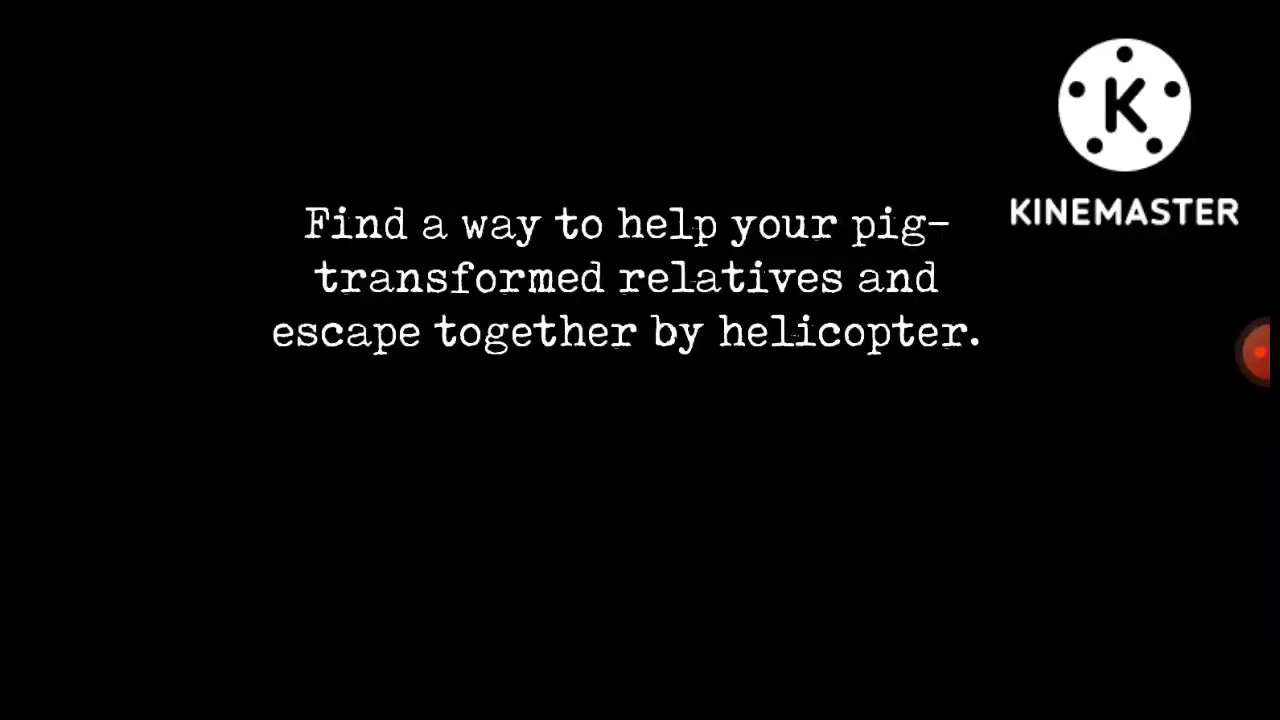 Find a way to help your pig-
transformed relatives and
escape together by helicopter.
K
KINEMASTER